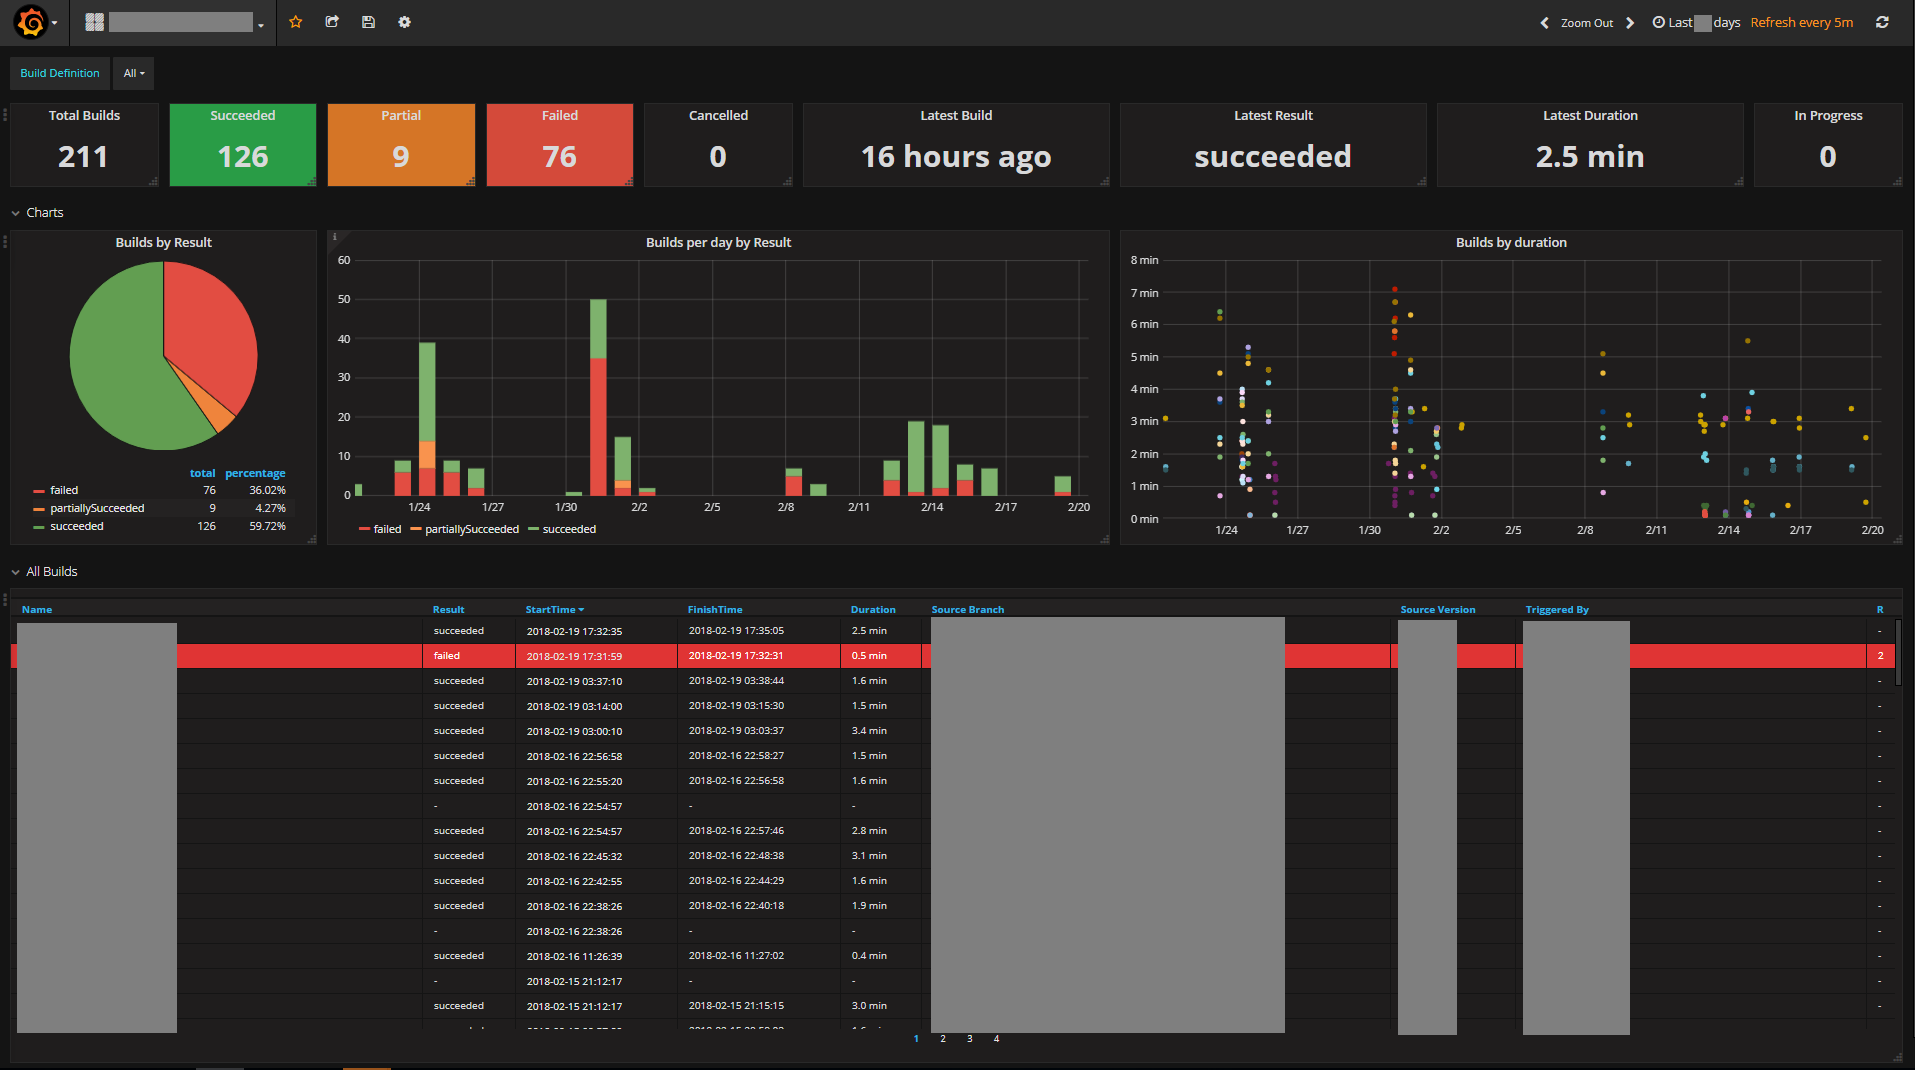 Zoom Out Last days Refresh every 5m
Build Definition All
Total Builds Succeeded Partial Failed Cancelled Latest Build Latest Result Latest Duration In Progress
211 126 9 76 0 16 hours ago succeeded 2.5 min 0
Charts
Builds by Result
total percentage
failed 76 36.02%
partiallySucceeded 9 4.27%
succeeded 126 59.72%
i
Builds per day by Result
60
50
40
30
20
10
0
1/24 1/27 1/30 2/2 2/5 2/8 2/11 2/14 2/17 2/20
failed partiallySucceeded succeeded
Builds by duration
8 min
7 min
6 min
5 min
4 min
3 min
2 min
1 min
0 min
1/24 1/27 1/30 2/2 2/5 2/8 2/11 2/14 2/17 2/20
All Builds
Name Result StartTime FinishTime Duration Source Branch Source Version Triggered By R
succeeded 2018-02-19 17:32:35 2018-02-19 17:35:05 2.5 min -
failed 2018-02-19 17:31:59 2018-02-19 17:32:31 0.5 min 2
succeeded 2018-02-19 03:37:10 2018-02-19 03:38:44 1.6 min -
succeeded 2018-02-19 03:14:00 2018-02-19 03:15:30 1.5 min -
succeeded 2018-02-19 03:00:10 2018-02-19 03:03:37 3.4 min -
succeeded 2018-02-16 22:56:58 2018-02-16 22:58:27 1.5 min -
succeeded 2018-02-16 22:55:20 2018-02-16 22:56:58 1.6 min -
- 2018-02-16 22:54:57 - - -
succeeded 2018-02-16 22:54:57 2018-02-16 22:57:46 2.8 min -
succeeded 2018-02-16 22:45:32 2018-02-16 22:48:38 3.1 min -
succeeded 2018-02-16 22:42:55 2018-02-16 22:44:29 1.6 min -
succeeded 2018-02-16 22:38:26 2018-02-16 22:40:18 1.9 min -
- 2018-02-16 22:38:26 - - -
succeeded 2018-02-16 11:26:39 2018-02-16 11:27:02 0.4 min -
- 2018-02-15 21:12:17 - - -
succeeded 2018-02-15 21:12:17 2018-02-15 21:15:15 3.0 min -
1 2 3 4